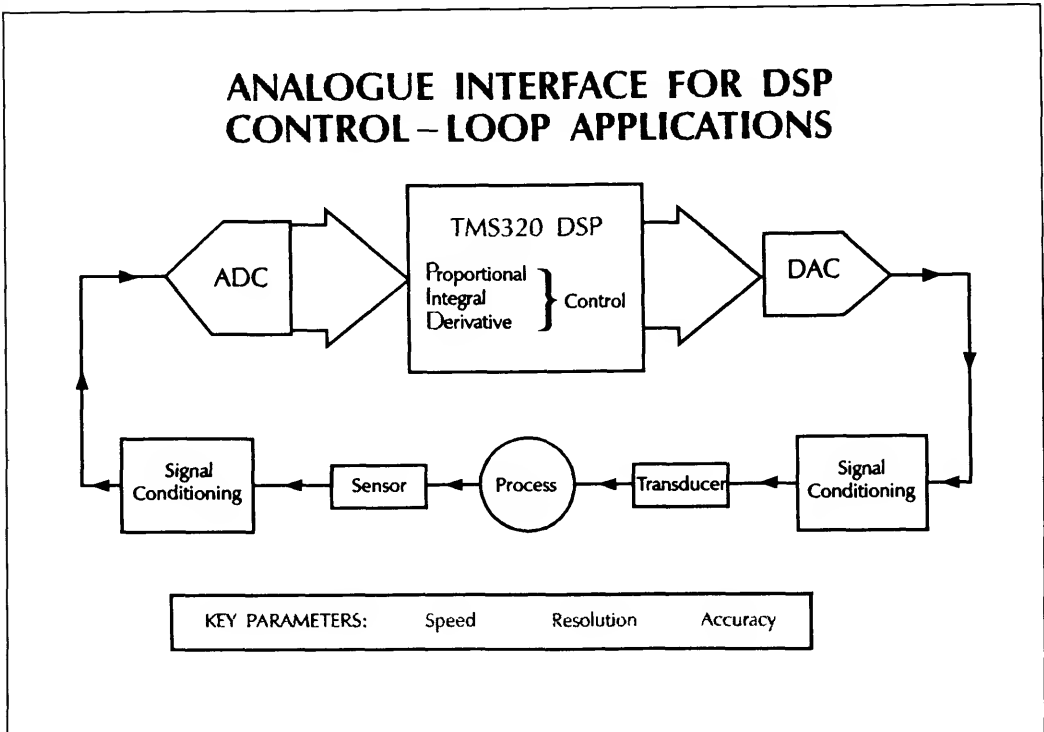 ANALOGUE INTERFACE FOR DSP
CONTROL – LOOP APPLICATIONS
ADC
TMS320 DSP
Proportional
Integral
Derivative
Control
DAC
Signal
Conditioning
Sensor
Process
Transducer
Signal
Conditioning
KEY PARAMETERS: Speed Resolution Accuracy